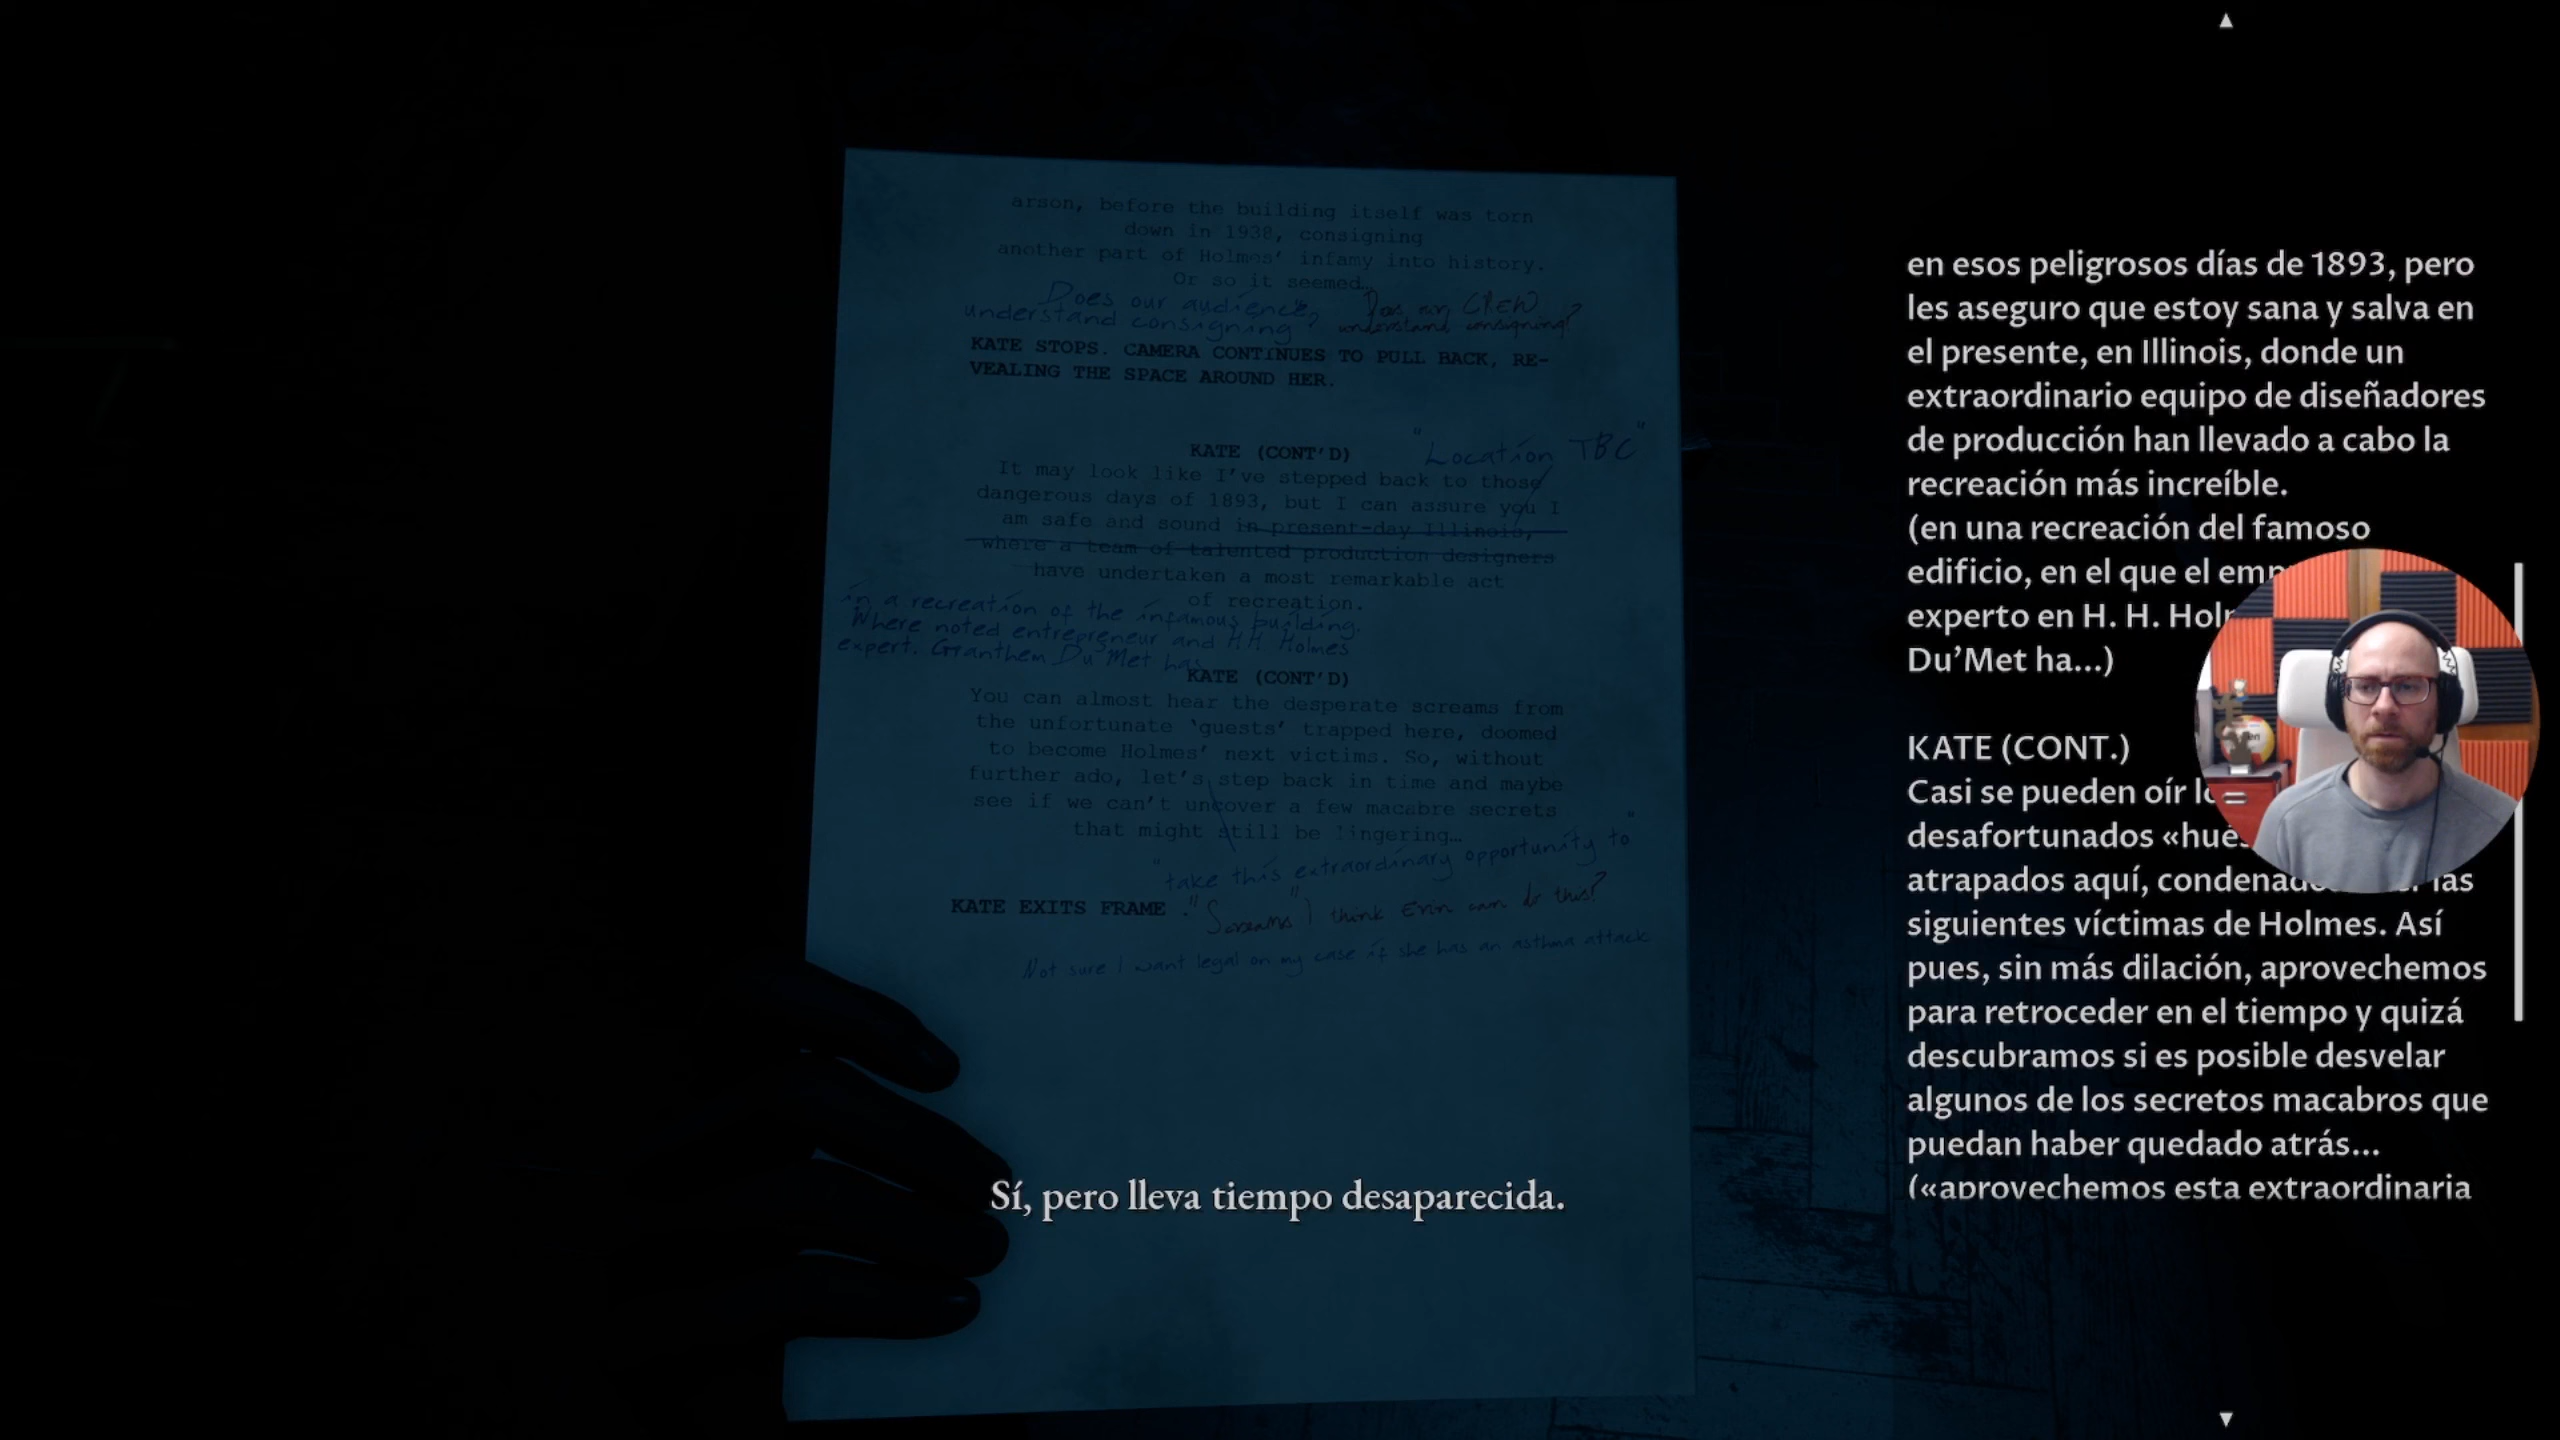 arson, before the building itself was torn
down in 1938, consigning
another part of Holmes' infamy into history.
Or so it seemed…
Does our audience
understand consigning?
Does my CREW
understand consigning?
KATE STOPS. CAMERA CONTINUES TO PULL BACK, RE-
VEALING THE SPACE AROUND HER.
KATE (CONT'D)
"Location TBC"
It may look like I've stepped back to those
dangerous days of 1893, but I can assure you I
am safe and sound in present-day Illinois,
where a team of talented production designers
have undertaken a most remarkable act
of recreation.
in a recreation of the infamous building.
Where noted entrepreneur and HH Holmes
expert. Granthem Du'Met has
KATE (CONT'D)
You can almost hear the desperate screams from
the unfortunate 'guests' trapped here, doomed
to become Holmes' next victims. So, without
further ado, let's step back in time and maybe
see if we can't uncover a few macabre secrets
that might still be lingering…
"take this extraordinary opportunity to"
KATE EXITS FRAME .
"Screams" I think Erin can do this?
Not sure I want legal on my case if she has an asthma attack
Sí, pero lleva tiempo desaparecida.
en esos peligrosos días de 1893, pero
les aseguro que estoy sana y salva en
el presente, en Illinois, donde un
extraordinario equipo de diseñadores
de producción han llevado a cabo la
recreación más increíble.
(en una recreación del famoso
edificio, en el que el
experto en H. H.
Du'Met ha...)
KATE (CONT.)
Casi se pueden oír
desafortunados
atrapados aquí, las
siguientes víctimas de Holmes. Así
pues, sin más dilación, aprovechemos
para retroceder en el tiempo y quizá
descubramos si es posible desvelar
algunos de los secretos macabros que
puedan haber quedado atrás...
(«aprovechemos esta extraordinaria